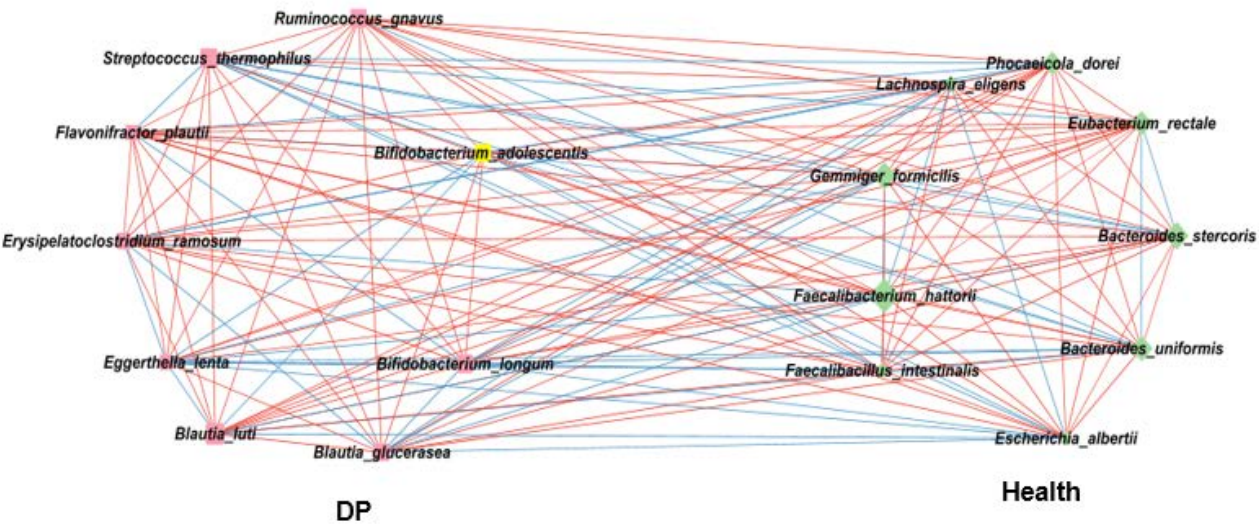 Ruminococcus_gnavus
Streptococcus_thermophilus
Phocaeicola_dorei
Lachnospira_eligens
Flavonifractor_plautii
Eubacterium_rectale
Bifidobacterium_adolescentis
Gemmiger_formicilis
Erysipelatoclostridium_ramosum
Bacteroides_stercoris
Faecalibacterium_hattorii
Eggerthella_lenta
Bifidobacterium_longum
Bacteroides_uniformis
Faecalibacillus_intestinalis
Blautia_luti
Blautia_glucerasea
Escherichia_albertii
Health
DP